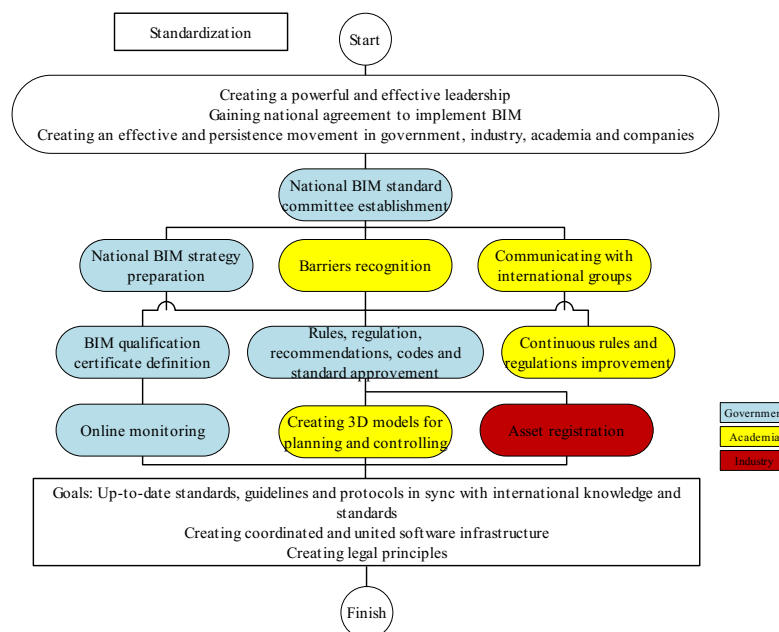 Standardization
Start
Creating a powerful and effective leadership
Gaining national agreement to implement BIM
Creating an effective and persistence movement in government, industry, academia and companies
National BIM standard
committee establishment
National BIM strategy
preparation
Barriers recognition
Communicating with
international groups
BIM qualification
certificate definition
Rules, regulation,
recommendations, codes and
standard approvement
Continuous rules and
regulations improvement
Online monitoring
Creating 3D models for
planning and controlling
Asset registration
Government
Academia
Industry
Goals: Up-to-date standards, guidelines and protocols in sync with international knowledge and
standards
Creating coordinated and united software infrastructure
Creating legal principles
Finish